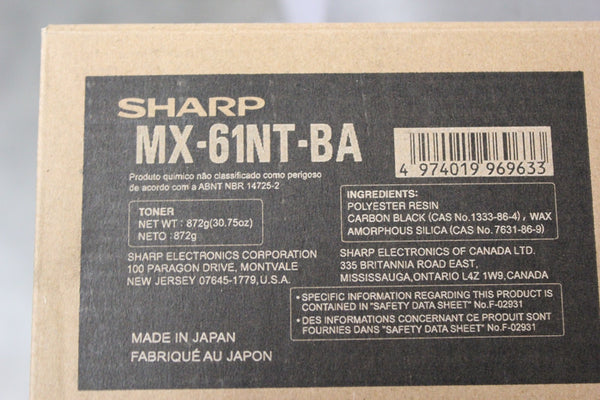 SHARP
MX-61NT-BA
4 974019 969633
Produto químico não classificado como perigoso
de acordo com a ABNT NBR 14725-2
TONER
NET WT : 872g(30.75oz)
NETO : 872g
INGREDIENTS:
POLYESTER RESIN
CARBON BLACK (CAS No.1333-86-4), WAX
AMORPHOUS SILICA (CAS No.7631-86-9)
SHARP ELECTRONICS CORPORATION
100 PARAGON DRIVE, MONTVALE
NEW JERSEY 07645-1779, U.S.A.
SHARP ELECTRONICS OF CANADA LTD.
335 BRITANNIA ROAD EAST,
MISSISSAUGA,ONTARIO L4Z 1W9,CANADA
• SPECIFIC INFORMATION REGARDING THIS PRODUCT IS
CONTAINED IN "SAFETY DATA SHEET" No.F-02931
• DES INFORMATIONS CONCERNANT CE PRODUIT SONT
FOURNIES DANS "SAFETY DATA SHEET" No.F-02931
MADE IN JAPAN
FABRIQUÉ AU JAPON